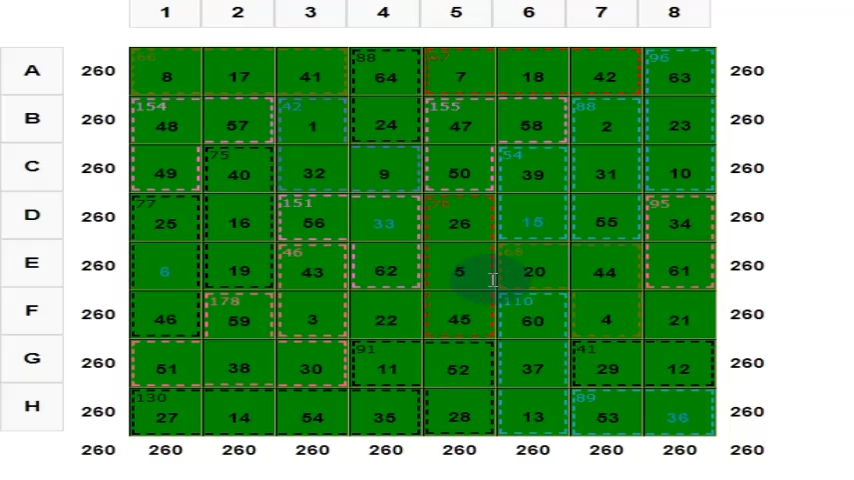 1 2 3 4 5 6 7 8
A 260 66 8 17 41 88 64 67 7 18 42 96 63 260
B 260 154 48 57 42 1 24 155 47 58 88 2 23 260
C 260 49 75 40 32 9 50 54 39 31 10 260
D 260 77 25 16 151 56 33 76 26 15 55 95 34 260
E 260 6 19 46 43 62 5 68 20 44 61 260
F 260 46 178 59 3 22 45 110 60 4 21 260
G 260 51 38 30 91 11 52 37 41 29 12 260
H 260 130 27 14 54 35 28 13 89 53 36 260
260 260 260 260 260 260 260 260 260 260